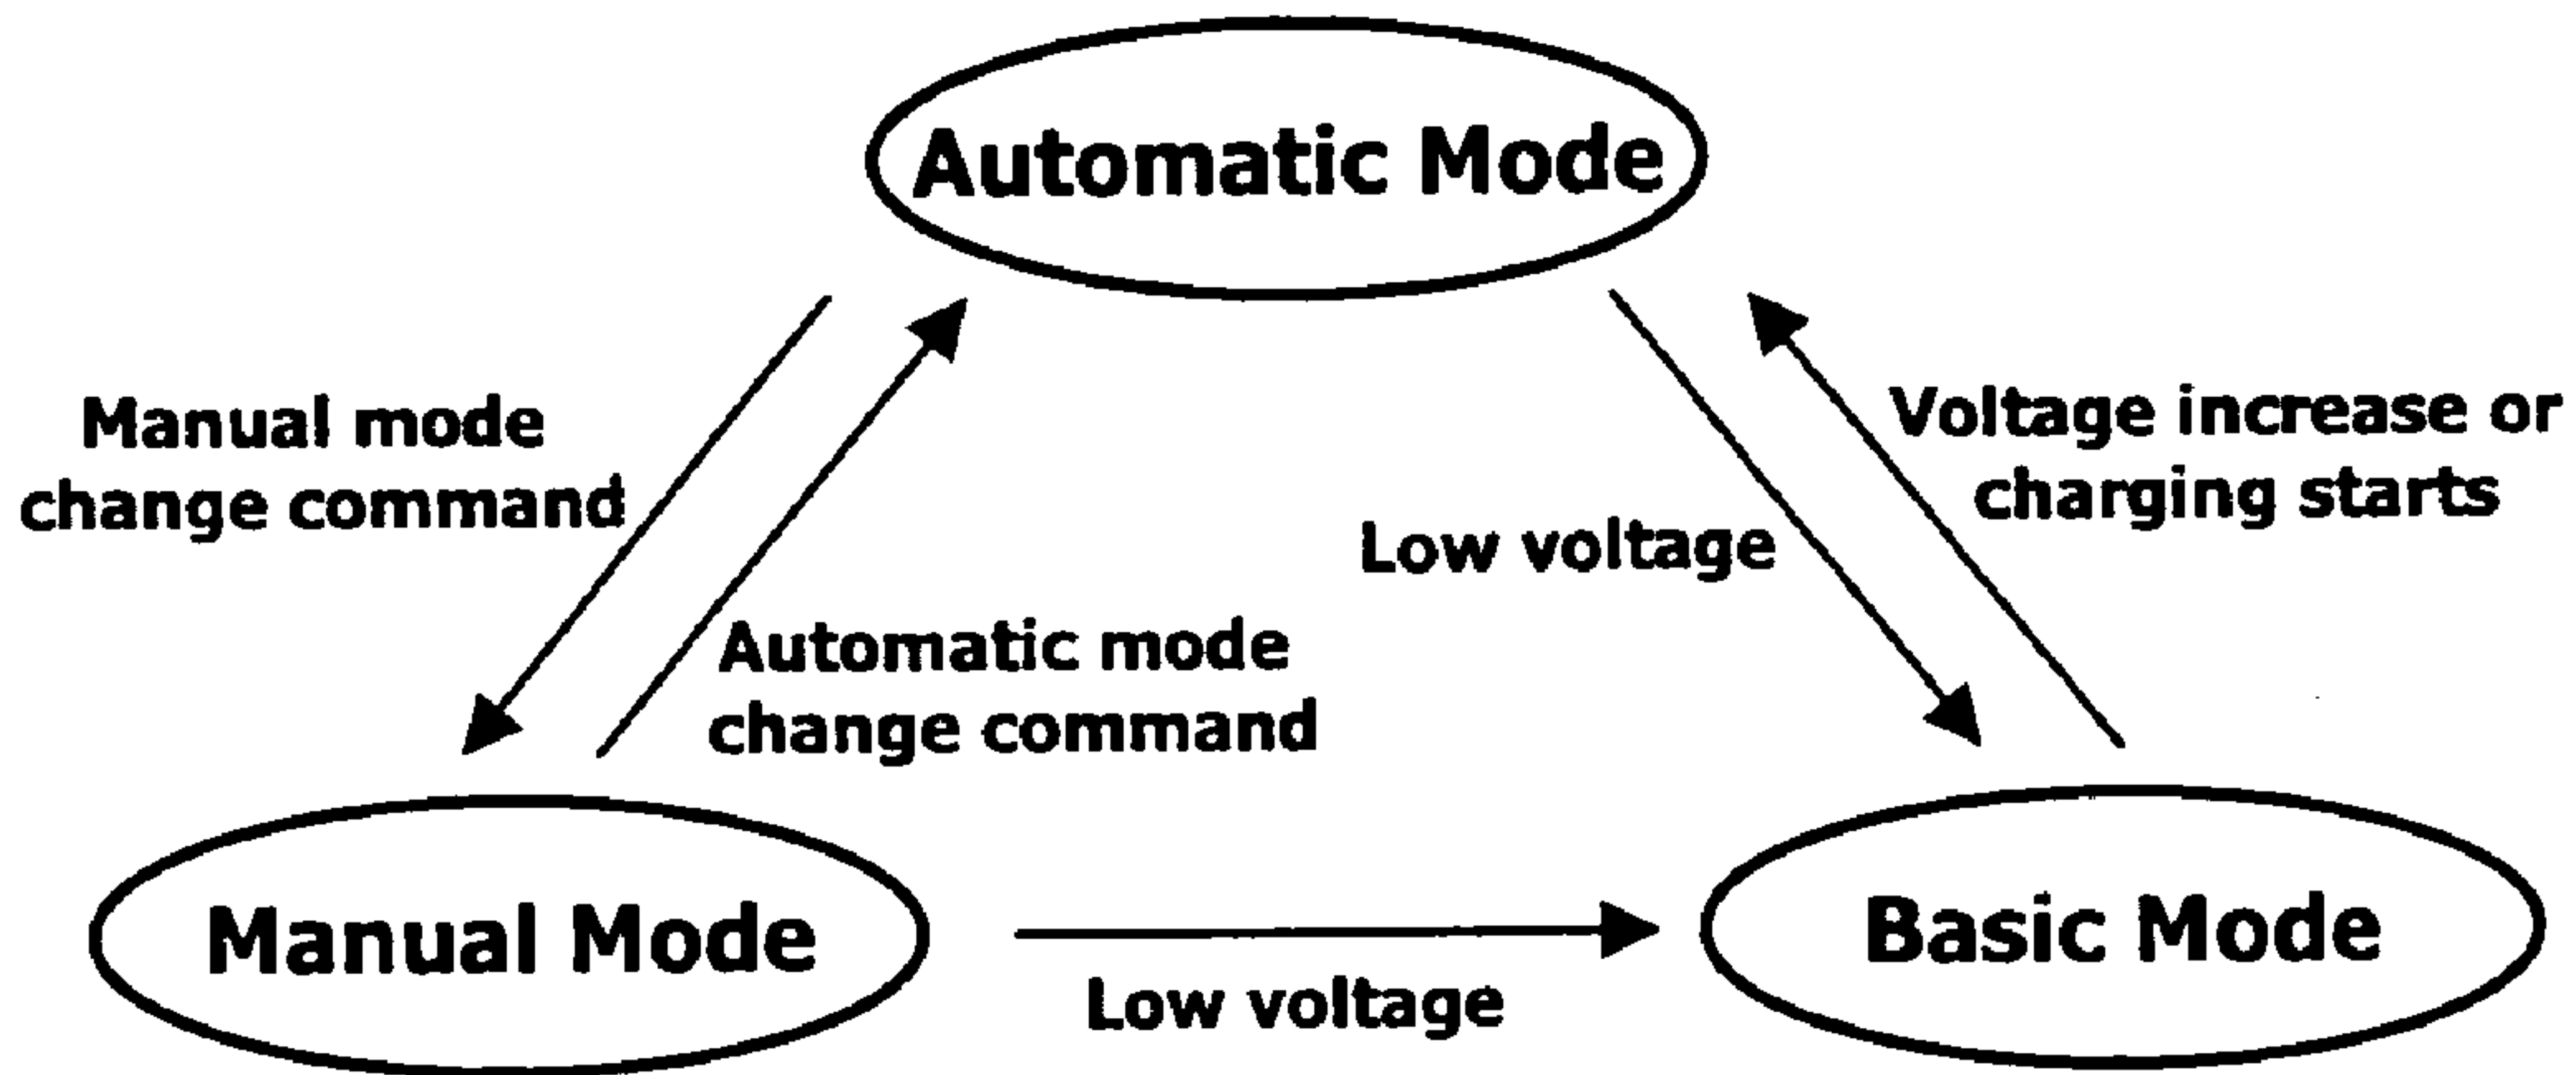 Automatic Mode
Manual mode
change command
Voltage increase or
charging starts
Low voltage
Automatic mode
change command
Manual Mode
Low voltage
Basic Mode